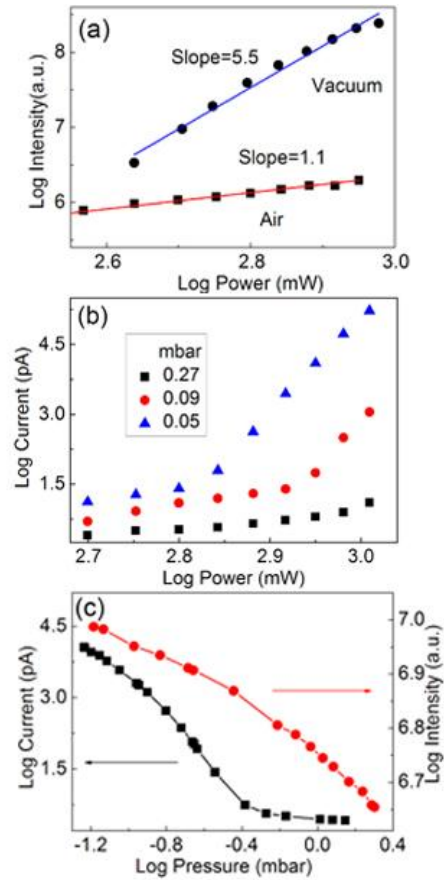 (a)
Log Intensity(a.u.)
8
7
6
Slope=5.5
Vacuum
Slope=1.1
Air
2.6 2.8 3.0
Log Power (mW)
(b)
Log Current (pA)
4.5
3.0
1.5
mbar
0.27
0.09
0.05
2.7 2.8 2.9 3.0
Log Power (mW)
(c)
Log Current (pA)
4.5
3.0
1.5
7.0
6.9
6.8
6.7
Log Intensity (a.u.)
-1.2 -0.8 -0.4 0.0 0.4
Log Pressure (mbar)